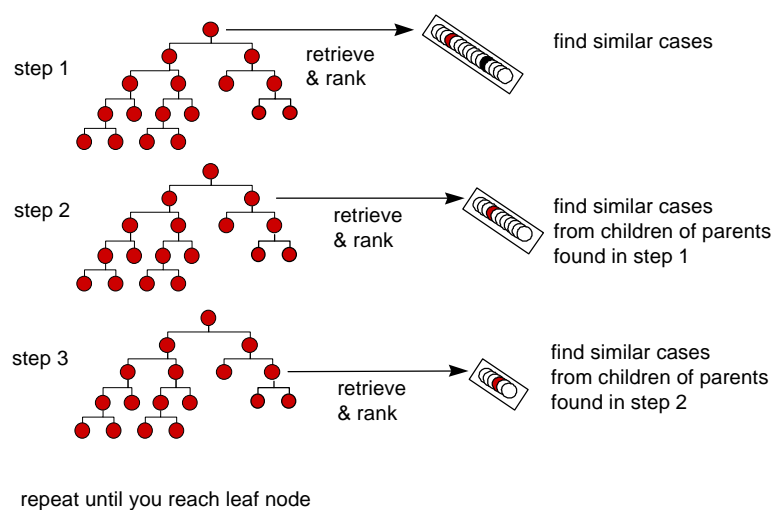 step 1
retrieve
& rank
find similar cases
step 2
retrieve
& rank
find similar cases
from children of parents
found in step 1
step 3
retrieve
& rank
find similar cases
from children of parents
found in step 2
repeat until you reach leaf node